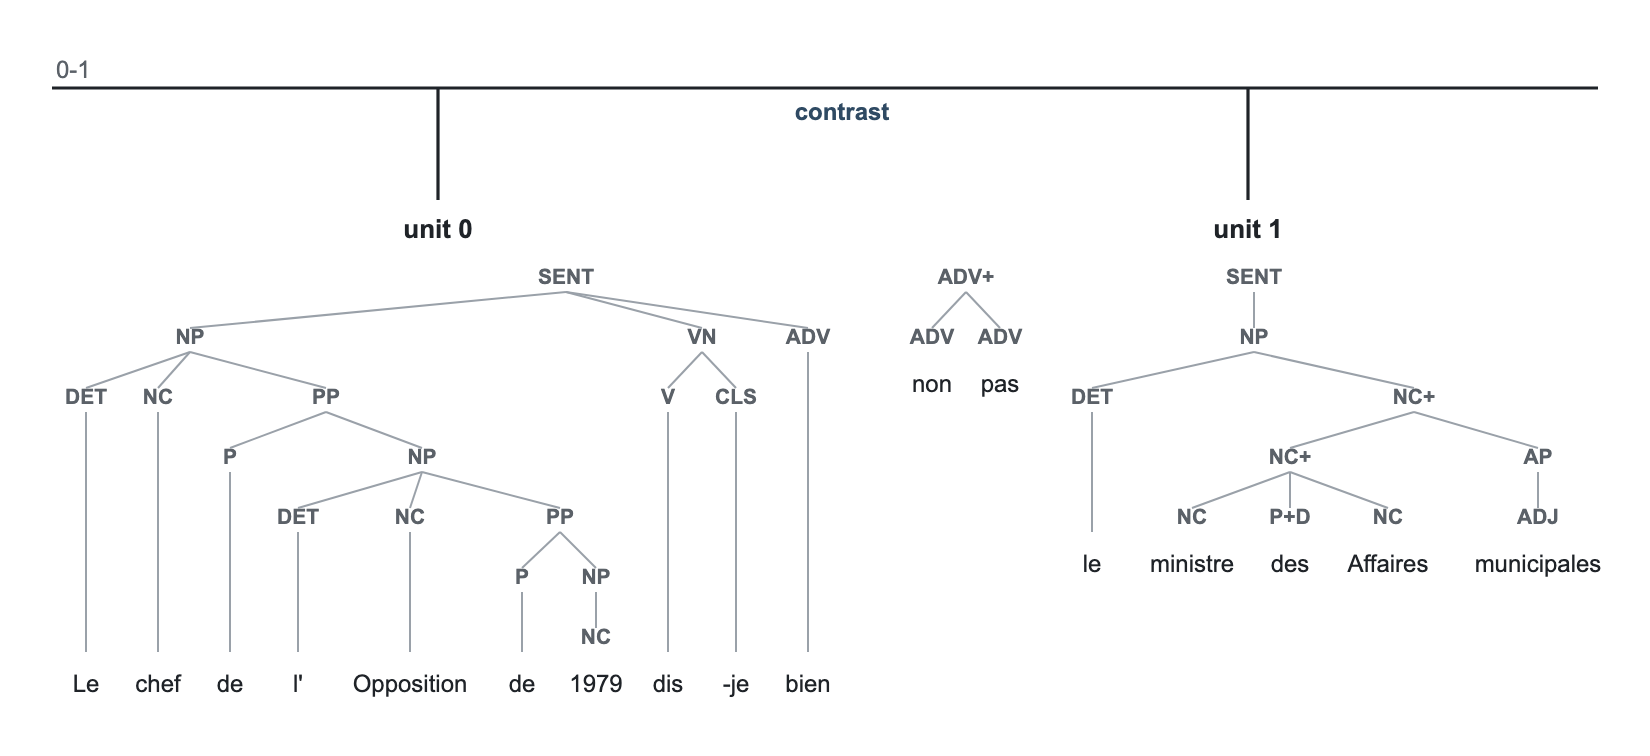 0-1
contrast
unit 0 unit 1
SENT ADV+ SENT
NP VN ADV ADV ADV NP
non pas
DET NC PP V CLS DET NC+
P NP NC+ AP
DET NC PP NC P+D NC ADJ
le ministre des Affaires municipales
P NP
NC
Le chef de l' Opposition de 1979 dis -je bien